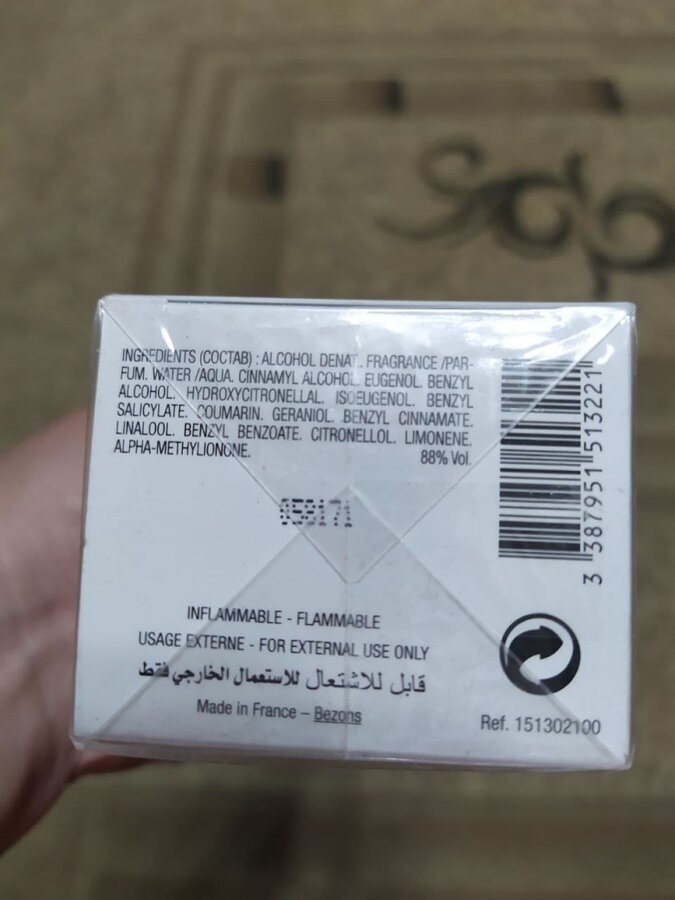 INGREDIENTS (COCTAB) : ALCOHOL DENAT. FRAGRANCE /PAR-
FUM. WATER /AQUA. CINNAMYL ALCOHOL. EUGENOL. BENZYL
ALCOHOL. HYDROXYCITRONELLAL. ISOEUGENOL. BENZYL
SALICYLATE. COUMARIN. GERANIOL. BENZYL CINNAMATE.
LINALOOL. BENZYL BENZOATE. CITRONELLOL. LIMONENE.
ALPHA-METHYLIONONE. 88% Vol.
3 387951 513221
INFLAMMABLE - FLAMMABLE
USAGE EXTERNE - FOR EXTERNAL USE ONLY
قابل للاشتعال للاستعمال الخارجي فقط
Made in France – Bezons
Ref. 151302100